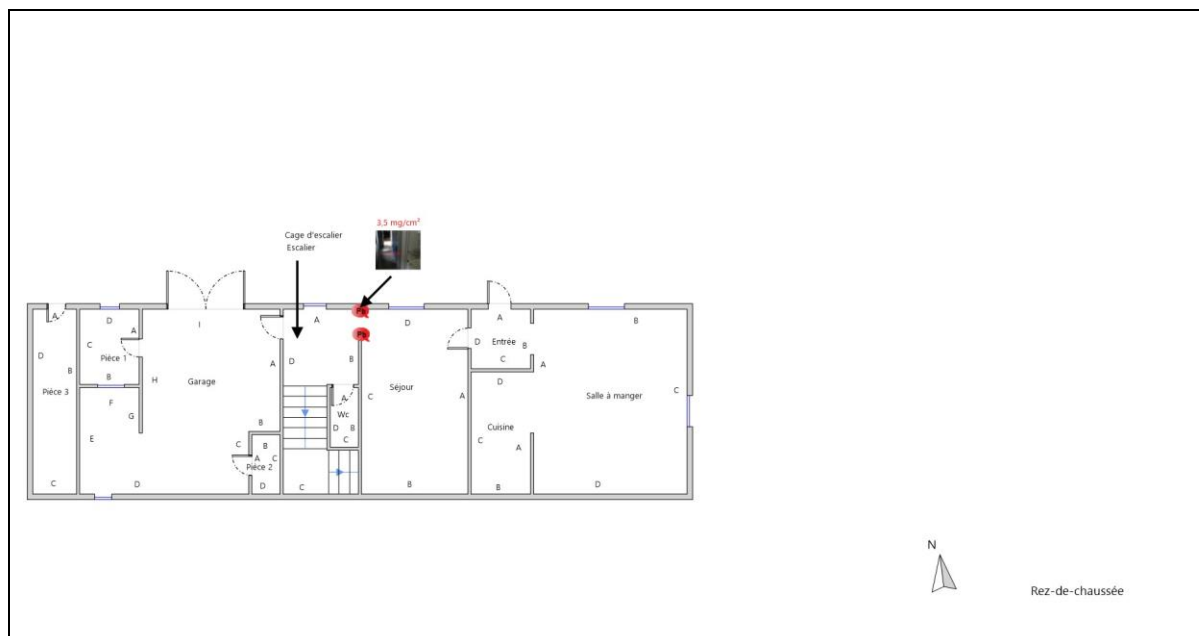 3,5 mg/cm²
Cage d'escalier
Escalier
Pb
Pb
A
D
A
C
Pièce 1
B
D
B
Pièce 3
C
I
H
Garage
A
F
G
E
B
C
D
B
A
C
Pièce 2
D
A
D
B
C
A
Wc
D
B
C
D
Séjour
C
A
B
A
D
B
Entrée
C
D
Cuisine
C
A
B
B
A
C
Salle à manger
D
N
Rez-de-chaussée